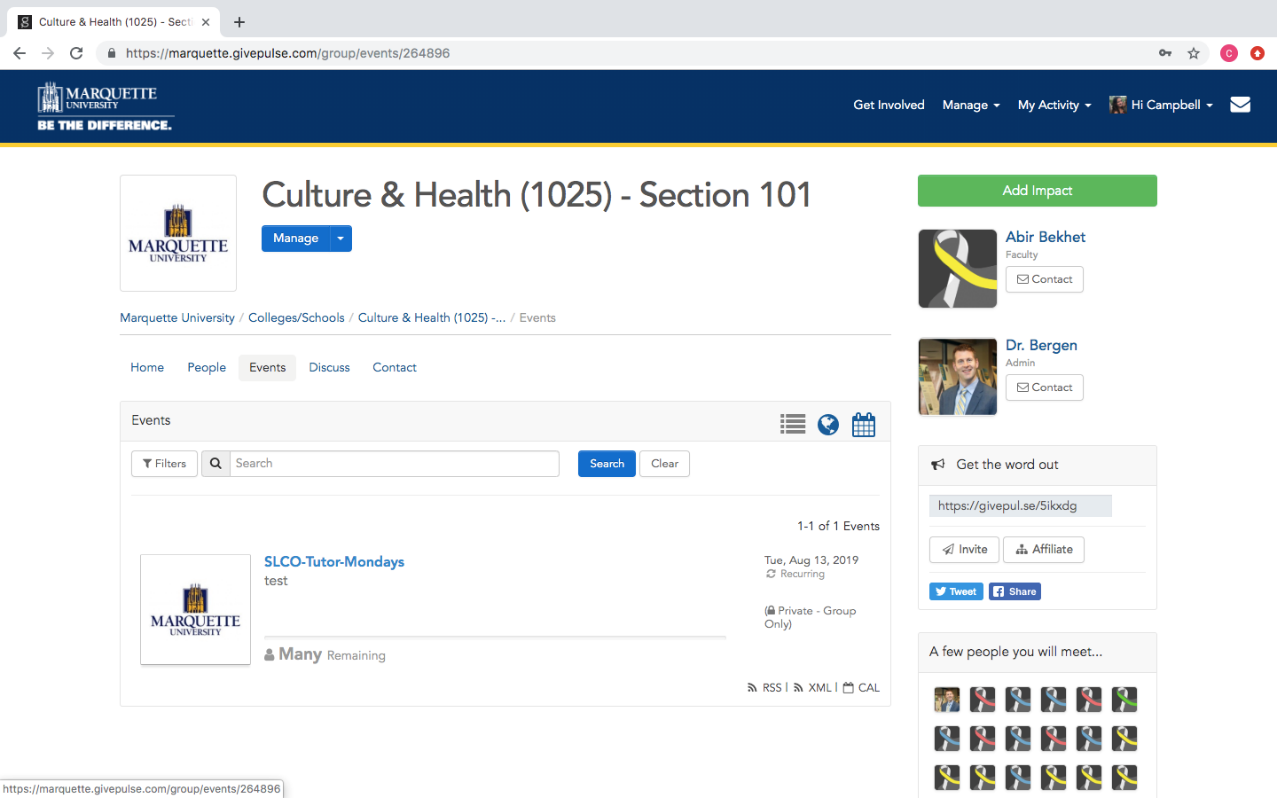 Culture & Health (1025) - Secti
https://marquette.givepulse.com/group/events/264896
C
MARQUETTE
UNIVERSITY
BE THE DIFFERENCE.
Get Involved Manage My Activity Hi Campbell
Culture & Health (1025) - Section 101
Manage
MARQUETTE
UNIVERSITY
Marquette University / Colleges/Schools / Culture & Health (1025) -... / Events
Home People Events Discuss Contact
Events
Filters Search Search Clear
1-1 of 1 Events
SLCO-Tutor-Mondays
test
Tue, Aug 13, 2019
Recurring
(Private - Group
Only)
MARQUETTE
UNIVERSITY
Many Remaining
RSS | XML | CAL
Add Impact
Abir Bekhet
Faculty
Contact
Dr. Bergen
Admin
Contact
Get the word out
https://givepul.se/5ikxdg
Invite Affiliate
Tweet Share
A few people you will meet...
https://marquette.givepulse.com/group/events/264896